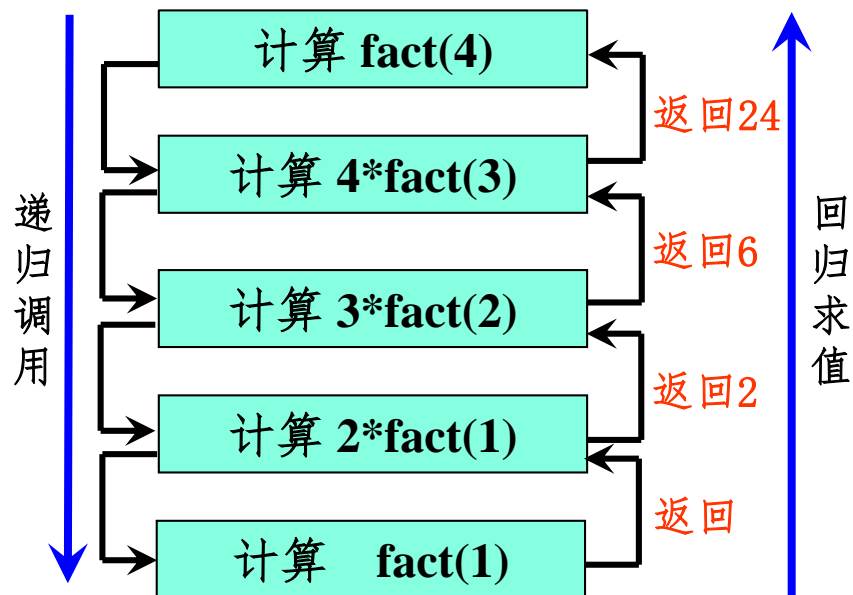 计算 fact(4)
返回24
计算 4*fact(3)
返回6
计算 3*fact(2)
返回2
计算 2*fact(1)
返回
计算 fact(1)
递归调用
回归求值